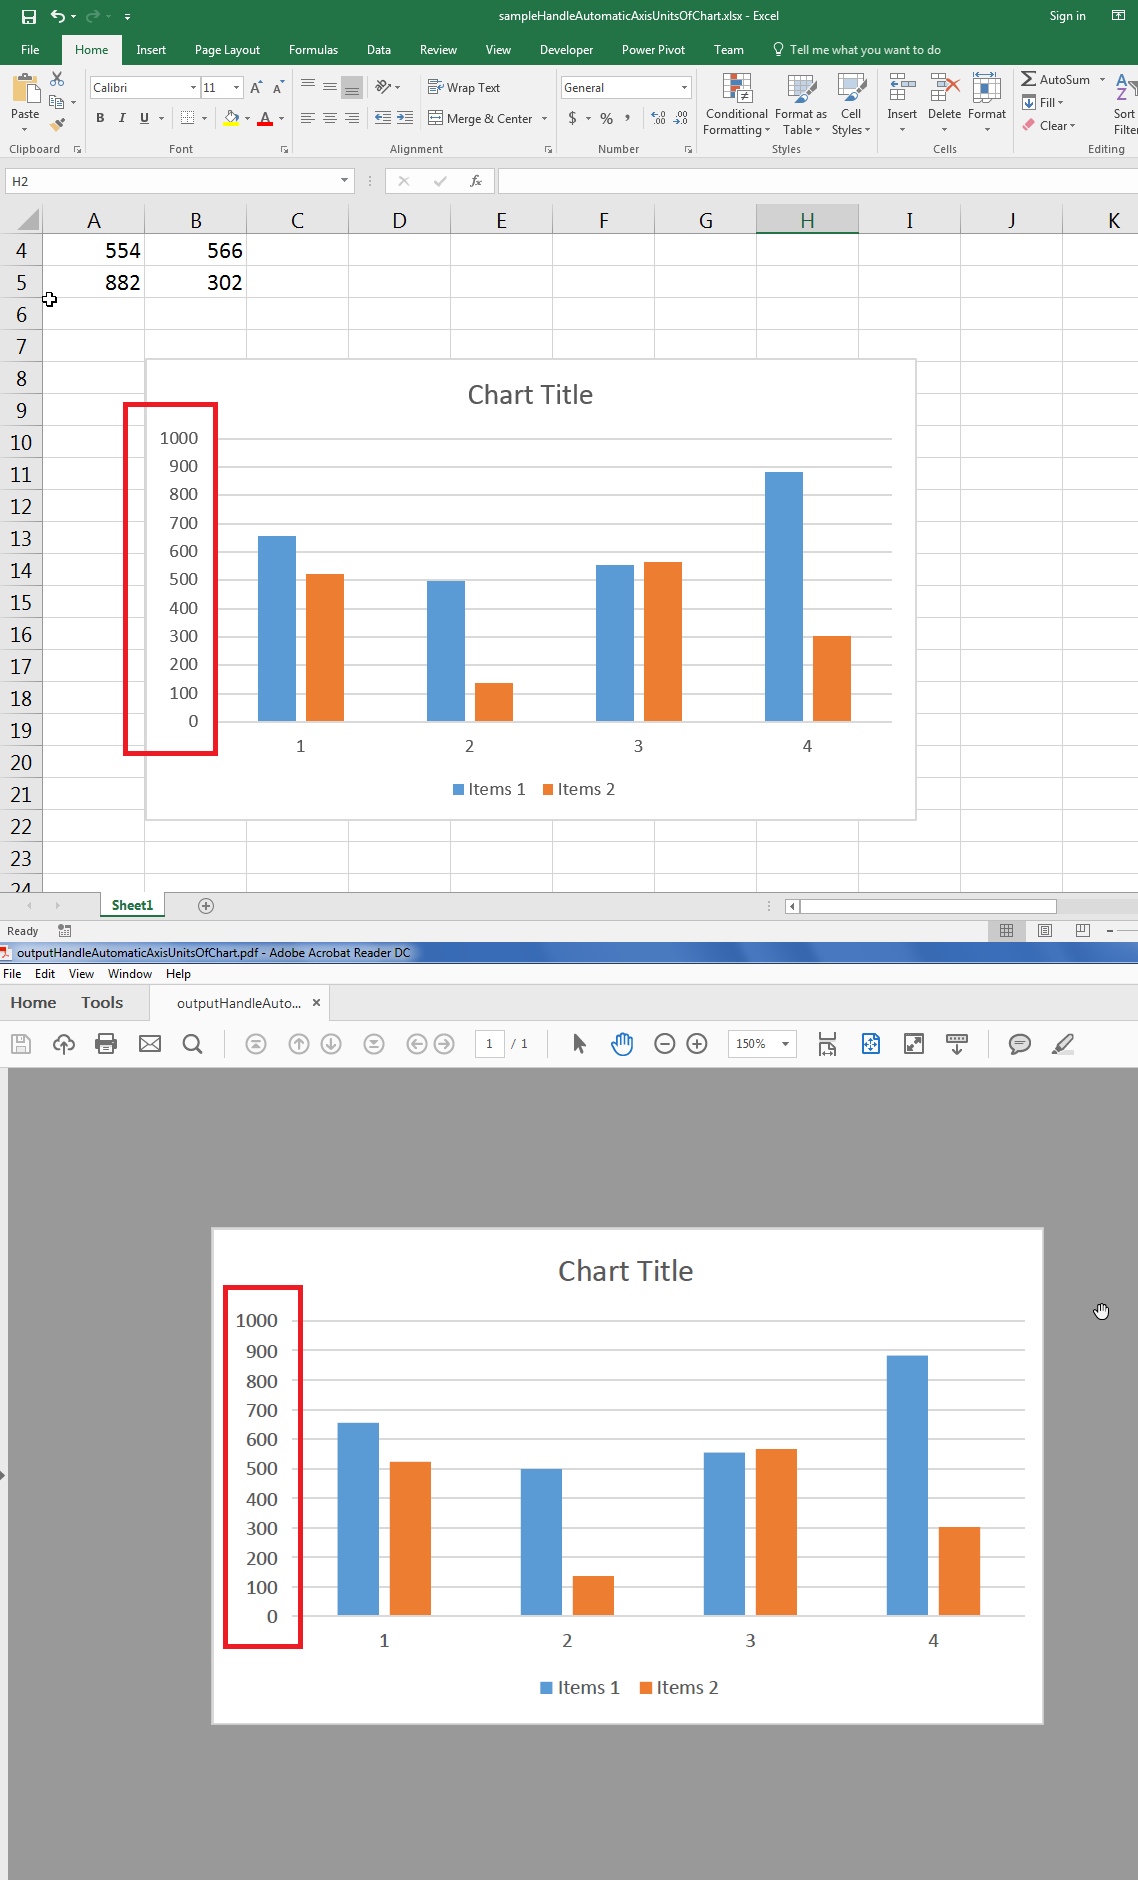 sampleHandleAutomaticAxisUnitsOfChart.xlsx - Excel
Sign in
File Home Insert Page Layout Formulas Data Review View Developer Power Pivot Team Tell me what you want to do
Calibri 11 Wrap Text General AutoSum
Paste B I U Merge & Center $ % , Conditional Formatting Format as Table Cell Styles Insert Delete Format Fill Clear Sort Filte
Clipboard Font Alignment Number Styles Cells Editing
H2 fx
A B C D E F G H I J K
4 554 566
5 882 302
6
7
8
9
10
11
12
13
14
15
16
17
18
19
20
21
22
23
24
Chart Title
1000
900
800
700
600
500
400
300
200
100
0
1 2 3 4
Items 1 Items 2
Sheet1
Ready
outputHandleAutomaticAxisUnitsOfChart.pdf - Adobe Acrobat Reader DC
File Edit View Window Help
Home Tools outputHandleAuto... ×
1 / 1 150%
Chart Title
1000
900
800
700
600
500
400
300
200
100
0
1 2 3 4
Items 1 Items 2